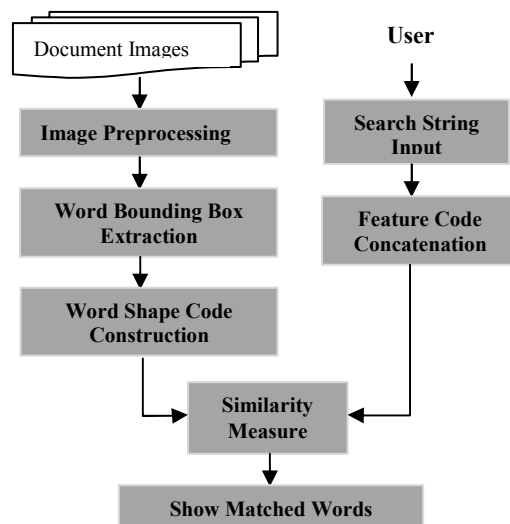 Document Images
User
Image Preprocessing
Search String
Input
Word Bounding Box
Extraction
Feature Code
Concatenation
Word Shape Code
Construction
Similarity
Measure
Show Matched Words